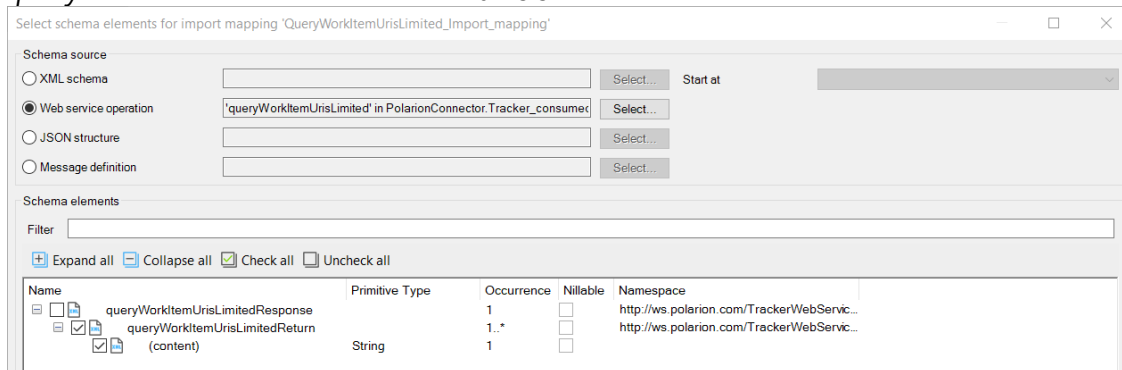 Select schema elements for import mapping 'QueryWorkItemUrisLimited_Import_mapping'
Schema source
XML schema Select... Start at
Web service operation 'queryWorkItemUrisLimited' in PolarionConnector.Tracker_consumed Select...
JSON structure Select...
Message definition Select...
Schema elements
Filter
Expand all Collapse all Check all Uncheck all
Name Primitive Type Occurrence Nillable Namespace
queryWorkItemUrisLimitedResponse 1 http://ws.polarion.com/TrackerWebServic...
queryWorkItemUrisLimitedReturn 1..* http://ws.polarion.com/TrackerWebServic...
(content) String 1